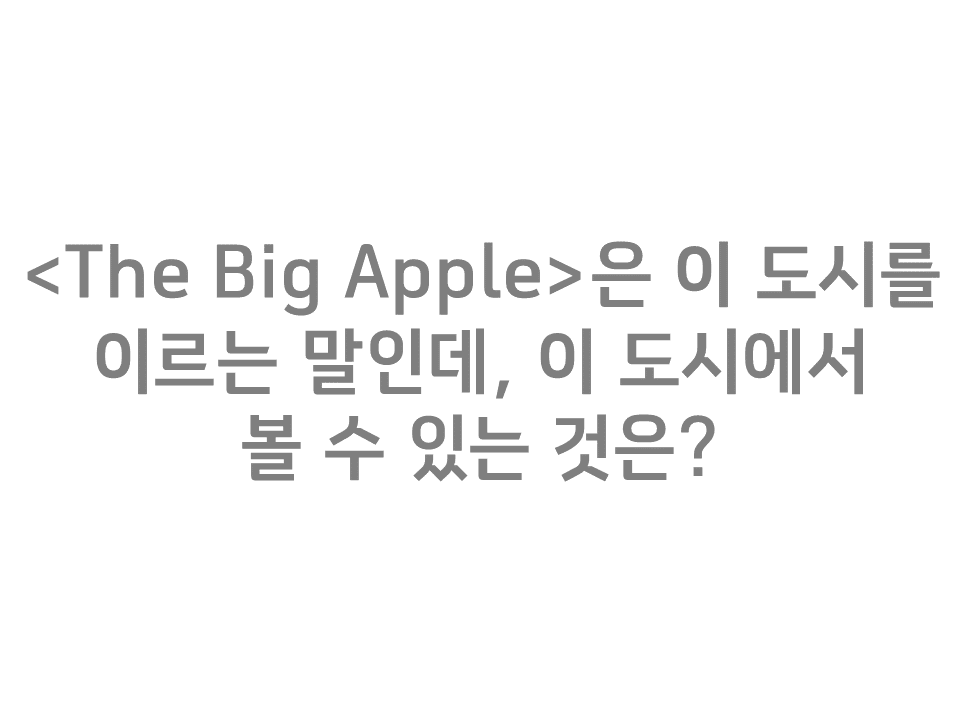 <The Big Apple>은 이 도시를
이르는 말인데, 이 도시에서
볼 수 있는 것은?